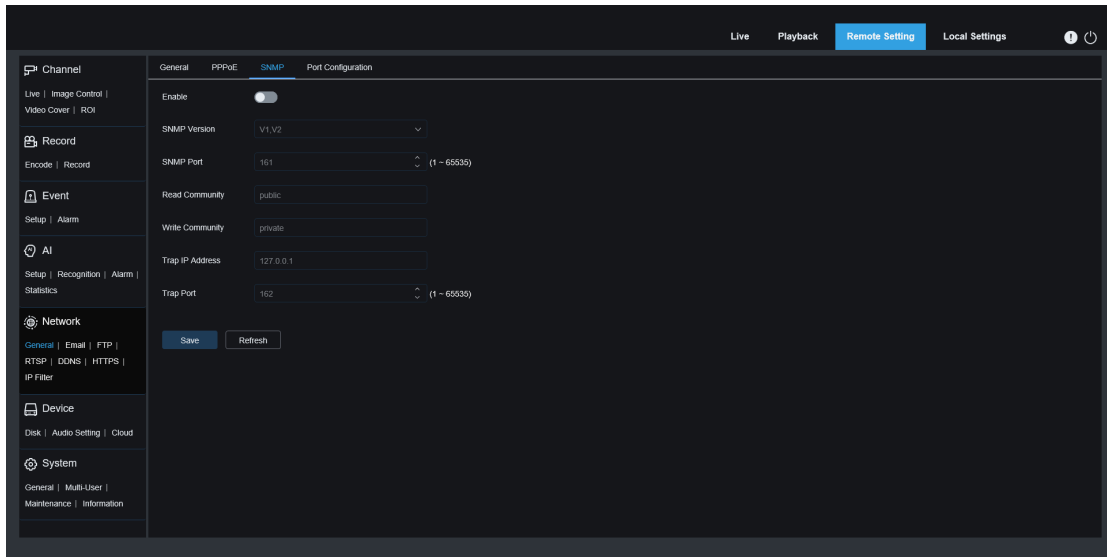 Live Playback Remote Setting Local Settings
Channel
Live | Image Control |
Video Cover | ROI
Record
Encode | Record
Event
Setup | Alarm
AI
Setup | Recognition | Alarm |
Statistics
Network
General | Email | FTP |
RTSP | DDNS | HTTPS |
IP Filter
Device
Disk | Audio Setting | Cloud
System
General | Multi-User |
Maintenance | Information
General PPPoE SNMP Port Configuration
Enable
SNMP Version V1,V2
SNMP Port 161 (1 ~ 65535)
Read Community public
Write Community private
Trap IP Address 127.0.0.1
Trap Port 162 (1 ~ 65535)
Save Refresh